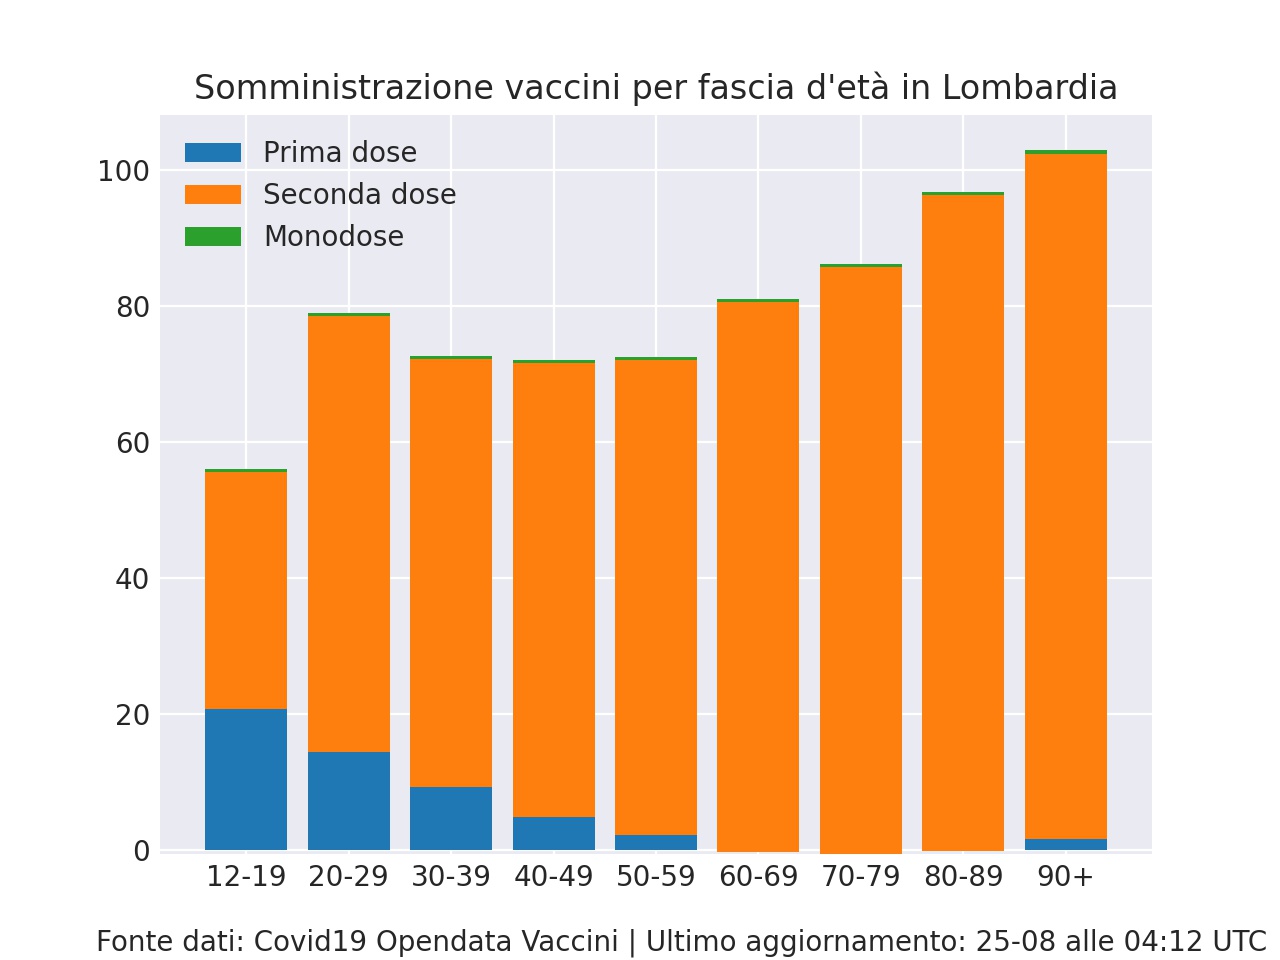 Somministrazione vaccini per fascia d'età in Lombardia
Prima dose
Seconda dose
Monodose
100
80
60
40
20
0
12-19 20-29 30-39 40-49 50-59 60-69 70-79 80-89 90+
Fonte dati: Covid19 Opendata Vaccini | Ultimo aggiornamento: 25-08 alle 04:12 UTC